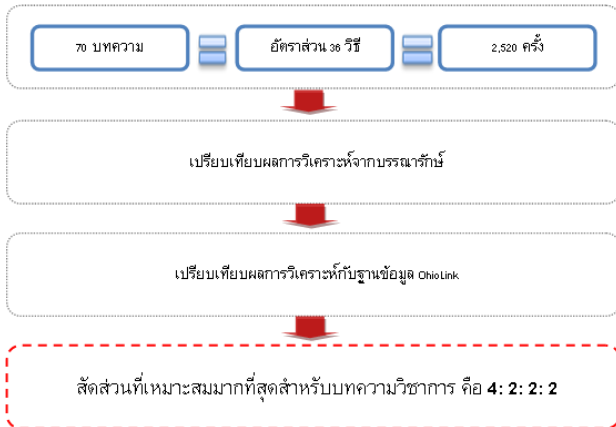 70 บทความ
อัตราส่วน 36 วิธี
2,520 ครั้ง
เปรียบเทียบผลการวิเคราะห์จากบรรณารักษ์
เปรียบเทียบผลการวิเคราะห์กับฐานข้อมูล OhioLink
สัดส่วนที่เหมาะสมมากที่สุดสำหรับบทความวิชาการ คือ 4: 2: 2: 2